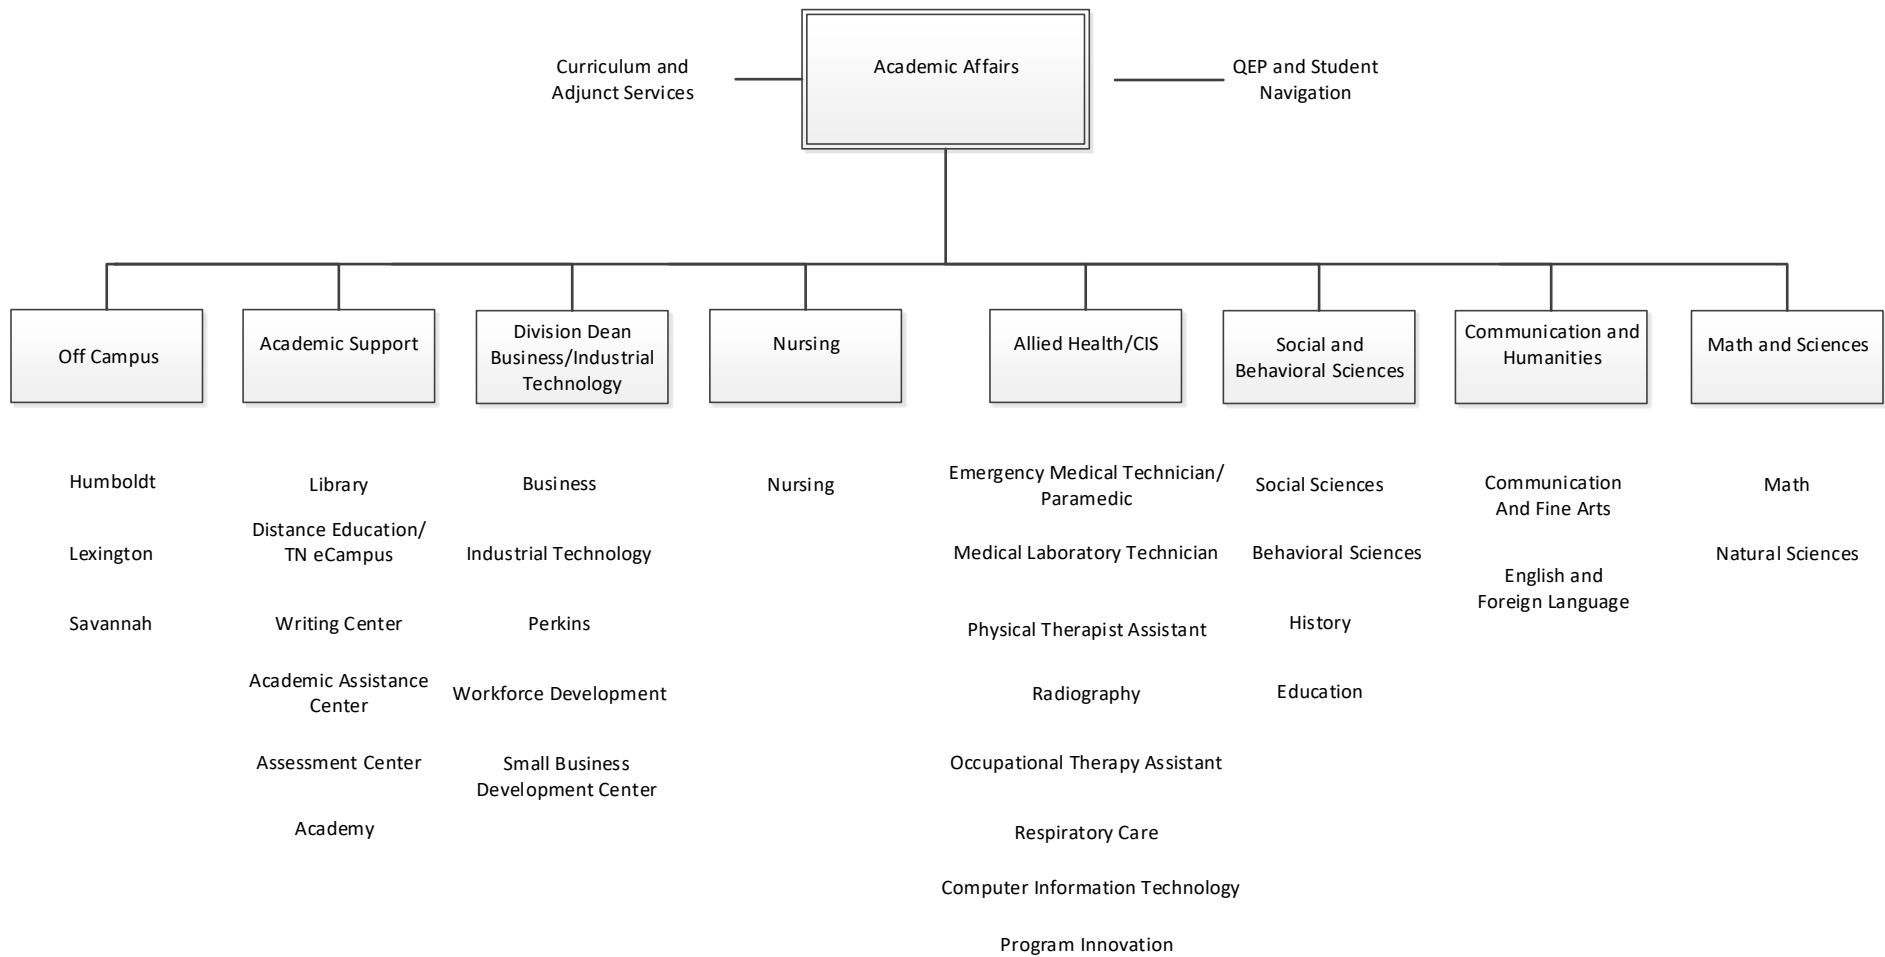 Curriculum and
Adjunct Services
Academic Affairs
QEP and Student
Navigation
Off Campus
Academic Support
Division Dean
Business/Industrial
Technology
Nursing
Allied Health/CIS
Social and
Behavioral Sciences
Communication and
Humanities
Math and Sciences
Humboldt
Lexington
Savannah
Library
Distance Education/
TN eCampus
Writing Center
Academic Assistance
Center
Assessment Center
Academy
Business
Industrial Technology
Perkins
Workforce Development
Small Business
Development Center
Nursing
Emergency Medical Technician/
Paramedic
Medical Laboratory Technician
Physical Therapist Assistant
Radiography
Occupational Therapy Assistant
Respiratory Care
Computer Information Technology
Program Innovation
Social Sciences
Behavioral Sciences
History
Education
Communication
And Fine Arts
English and
Foreign Language
Math
Natural Sciences